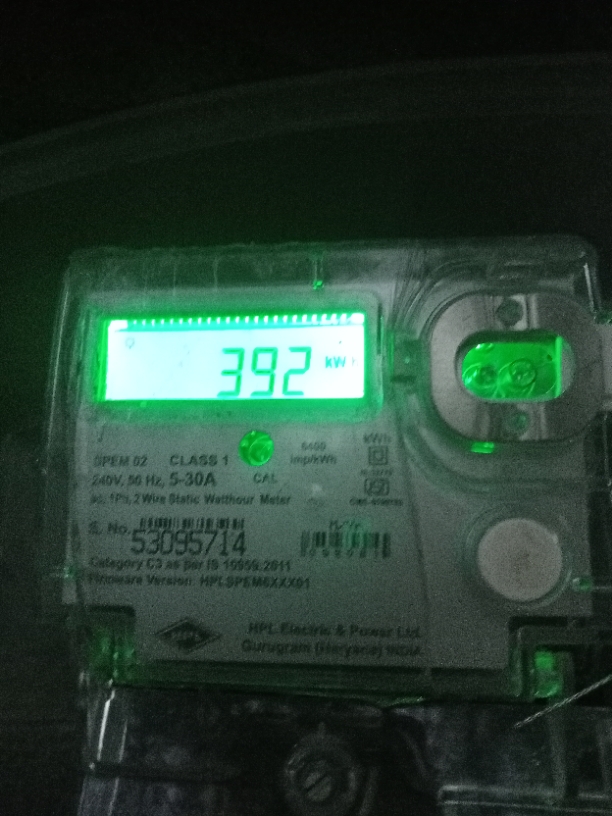 392 kWh
SPEM 02 CLASS 1 CAL 6400 imp/kWh kWh
240V, 50 Hz, 5-30A
ac, 1Ph, 2 Wire Static Watthour Meter
S. No. 53095714
Category C3 as per IS 15959:2011
Firmware Version: HPLSPEM6XXX01
HPL
HPL Electric & Power Ltd.
Gurugram (Haryana) INDIA